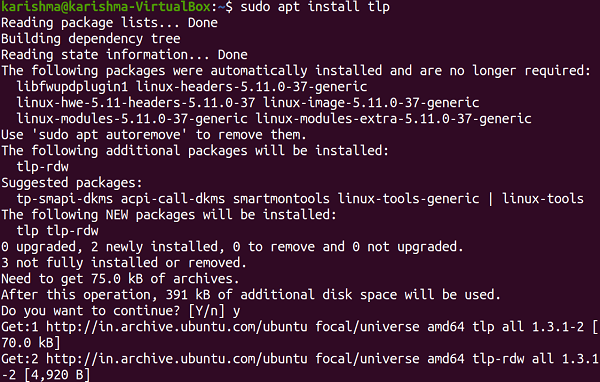 karishma@karishma-VirtualBox:~$ sudo apt install tlp
Reading package lists... Done
Building dependency tree
Reading state information... Done
The following packages were automatically installed and are no longer required:
  libfwupdplugin1 linux-headers-5.11.0-37-generic
  linux-hwe-5.11-headers-5.11.0-37 linux-image-5.11.0-37-generic
  linux-modules-5.11.0-37-generic linux-modules-extra-5.11.0-37-generic
Use 'sudo apt autoremove' to remove them.
The following additional packages will be installed:
  tlp-rdw
Suggested packages:
  tp-smapi-dkms acpi-call-dkms smartmontools linux-tools-generic | linux-tools
The following NEW packages will be installed:
  tlp tlp-rdw
0 upgraded, 2 newly installed, 0 to remove and 0 not upgraded.
3 not fully installed or removed.
Need to get 75.0 kB of archives.
After this operation, 391 kB of additional disk space will be used.
Do you want to continue? [Y/n] y
Get:1 http://in.archive.ubuntu.com/ubuntu focal/universe amd64 tlp all 1.3.1-2 [
70.0 kB]
Get:2 http://in.archive.ubuntu.com/ubuntu focal/universe amd64 tlp-rdw all 1.3.1
-2 [4,920 B]